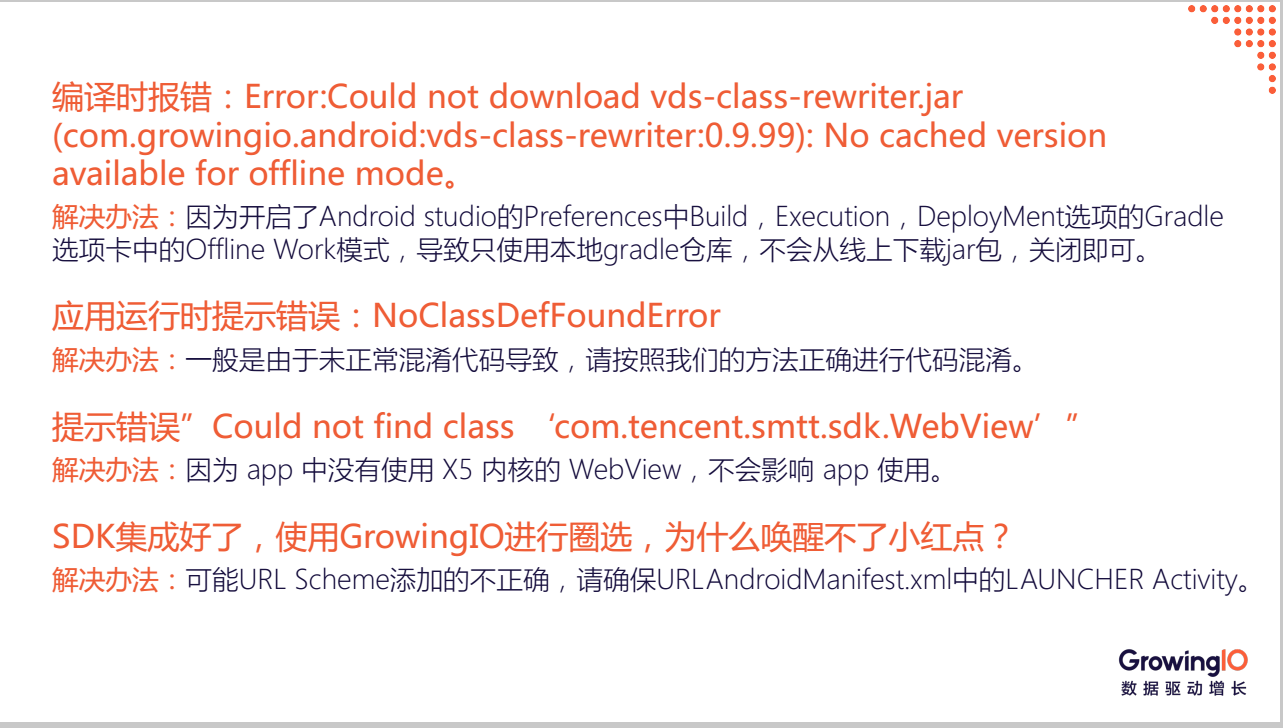 编译时报错：Error:Could not download vds-class-rewriter.jar
(com.growingio.android:vds-class-rewriter:0.9.99): No cached version
available for offline mode。
解决办法：因为开启了Android studio的Preferences中Build，Execution，DeployMent选项的Gradle
选项卡中的Offline Work模式，导致只使用本地gradle仓库，不会从线上下载jar包，关闭即可。
应用运行时提示错误：NoClassDefFoundError
解决办法：一般是由于未正常混淆代码导致，请按照我们的方法正确进行代码混淆。
提示错误”Could not find class ‘com.tencent.smtt.sdk.WebView’”
解决办法：因为 app 中没有使用 X5 内核的 WebView，不会影响 app 使用。
SDK集成好了，使用GrowingIO进行圈选，为什么唤醒不了小红点？
解决办法：可能URL Scheme添加的不正确，请确保URLAndroidManifest.xml中的LAUNCHER Activity。
GrowingIO
数据驱动增长